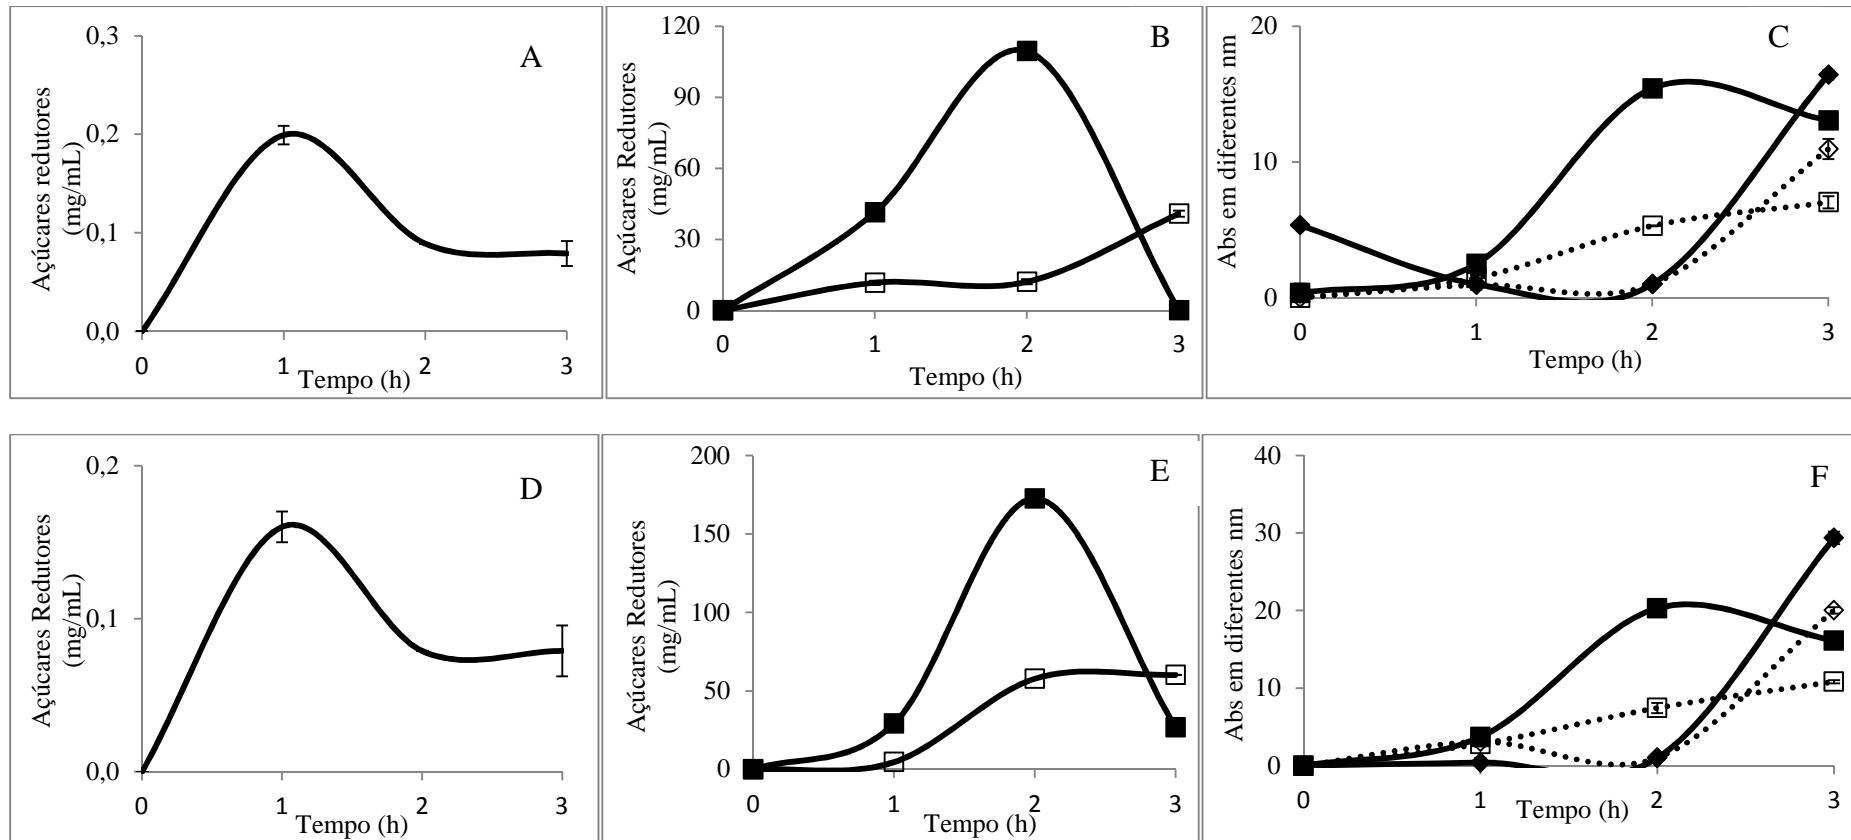 A
Açúcares redutores
(mg/mL)
0,3
0,2
0,1
0,0
0 1 2 3
Tempo (h)
B
Açúcares Redutores
(mg/mL)
120
90
60
30
0
0 1 2 3
Tempo (h)
C
Abs em diferentes nm
20
10
0
0 1 2 3
Tempo (h)
D
Açúcares Redutores
(mg/mL)
0,2
0,1
0,0
0 1 2 3
Tempo (h)
E
Açúcares Redutores
(mg/mL)
200
150
100
50
0
0 1 2 3
Tempo (h)
F
Abs em diferentes nm
40
30
20
10
0
0 1 2 3
Tempo (h)